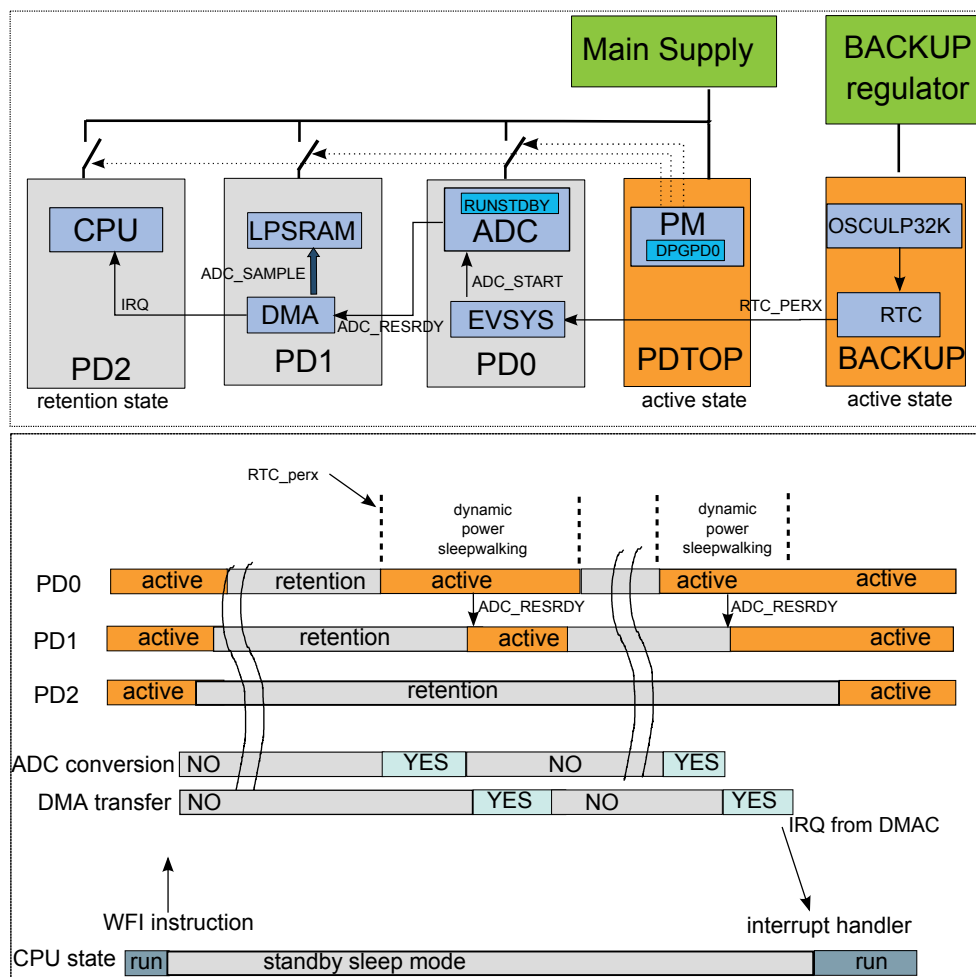 Main Supply
BACKUP
regulator
CPU
LPSRAM
RUNSTDBY
ADC
PM
DPGPD0
OSCULP32K
ADC_SAMPLE
ADC_START
IRQ
DMA
ADC_RESRDY
EVSYS
RTC_PERX
RTC
PD2
PD1
PD0
PDTOP
BACKUP
retention state
active state
active state
RTC_perx
dynamic
power
sleepwalking
dynamic
power
sleepwalking
PD0
active
retention
active
active
active
ADC_RESRDY
ADC_RESRDY
PD1
active
retention
active
active
PD2
active
retention
active
ADC conversion
NO
YES
NO
YES
DMA transfer
NO
YES
NO
YES
IRQ from DMAC
WFI instruction
interrupt handler
CPU state
run
standby sleep mode
run